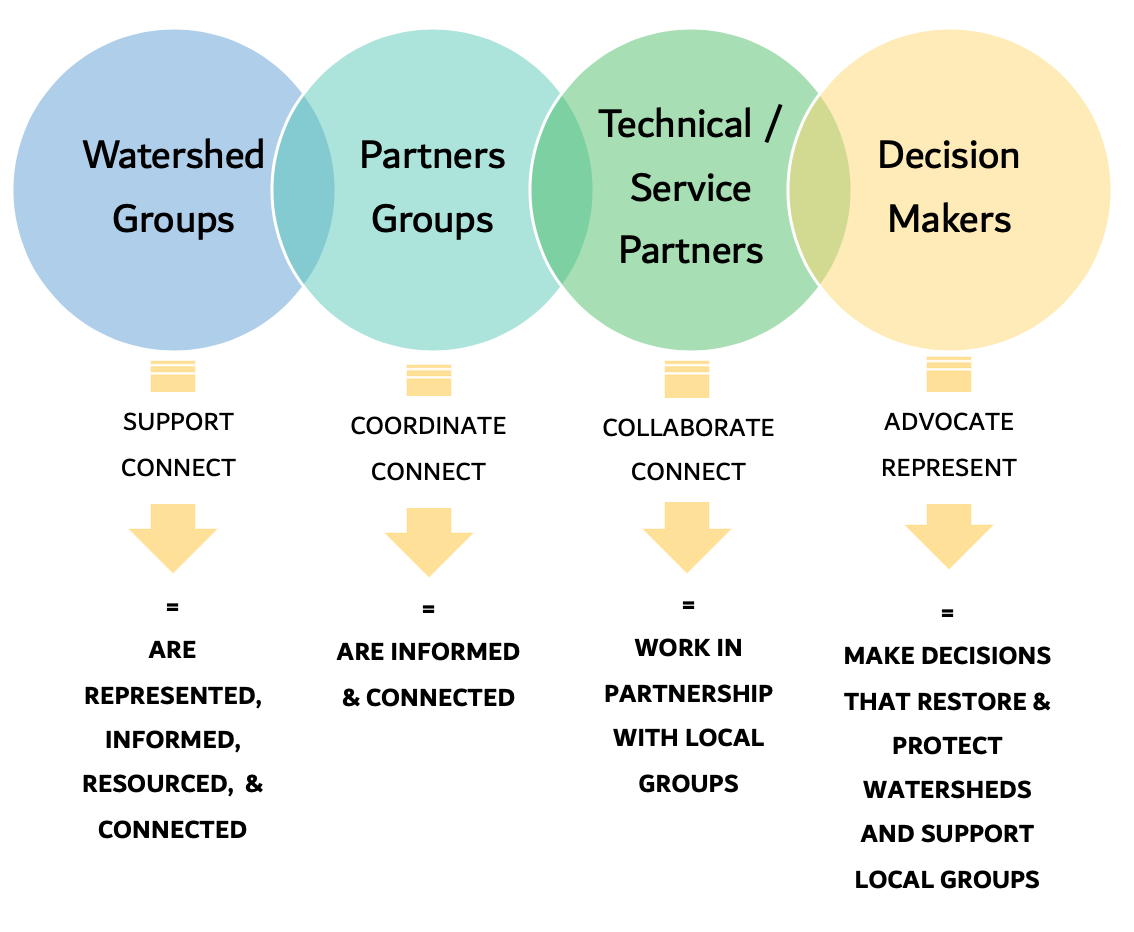 Watershed
Groups
Partners
Groups
Technical /
Service
Partners
Decision
Makers
SUPPORT
CONNECT
COORDINATE
CONNECT
COLLABORATE
CONNECT
ADVOCATE
REPRESENT
=
ARE
REPRESENTED,
INFORMED,
RESOURCED, &
CONNECTED
=
ARE INFORMED
& CONNECTED
=
WORK IN
PARTNERSHIP
WITH LOCAL
GROUPS
=
MAKE DECISIONS
THAT RESTORE &
PROTECT
WATERSHEDS
AND SUPPORT
LOCAL GROUPS